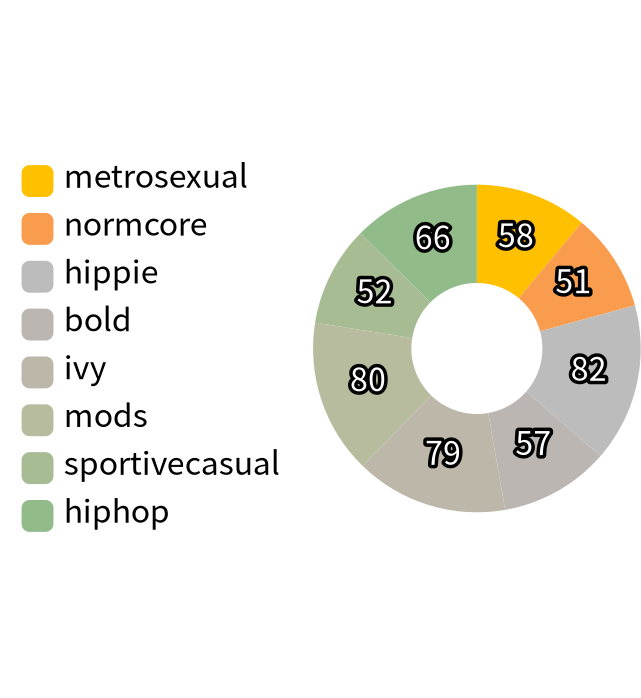 metrosexual
normcore
hippie
bold
ivy
mods
sportivecasual
hiphop
66
58
52
51
80
82
79
57